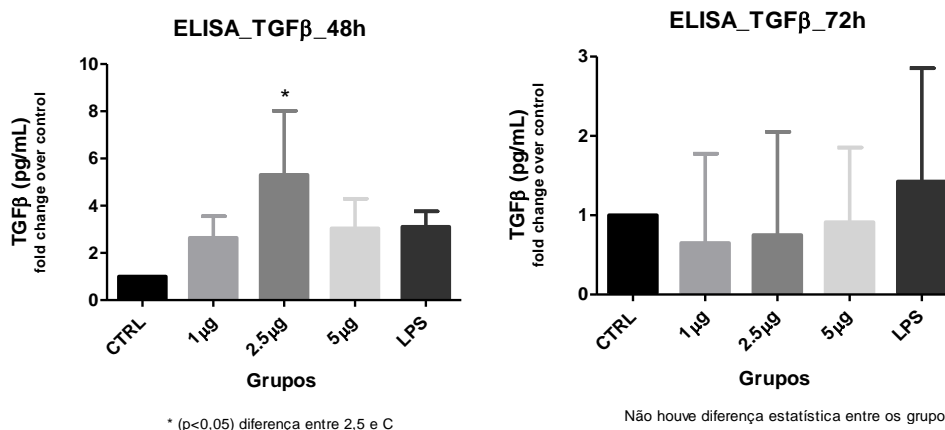 ELISA_TGFβ_48h
TGFβ (pg/mL)
fold change over control
10
8
6
4
2
0
*
CTRL
1µg
2.5µg
5µg
LPS
Grupos
* (p<0,05) diferença entre 2,5 e C
ELISA_TGFβ_72h
TGFβ (pg/mL)
fold change over control
3
2
1
0
CTRL
1µg
2.5µg
5µg
LPS
Grupos
Não houve diferença estatística entre os grupo